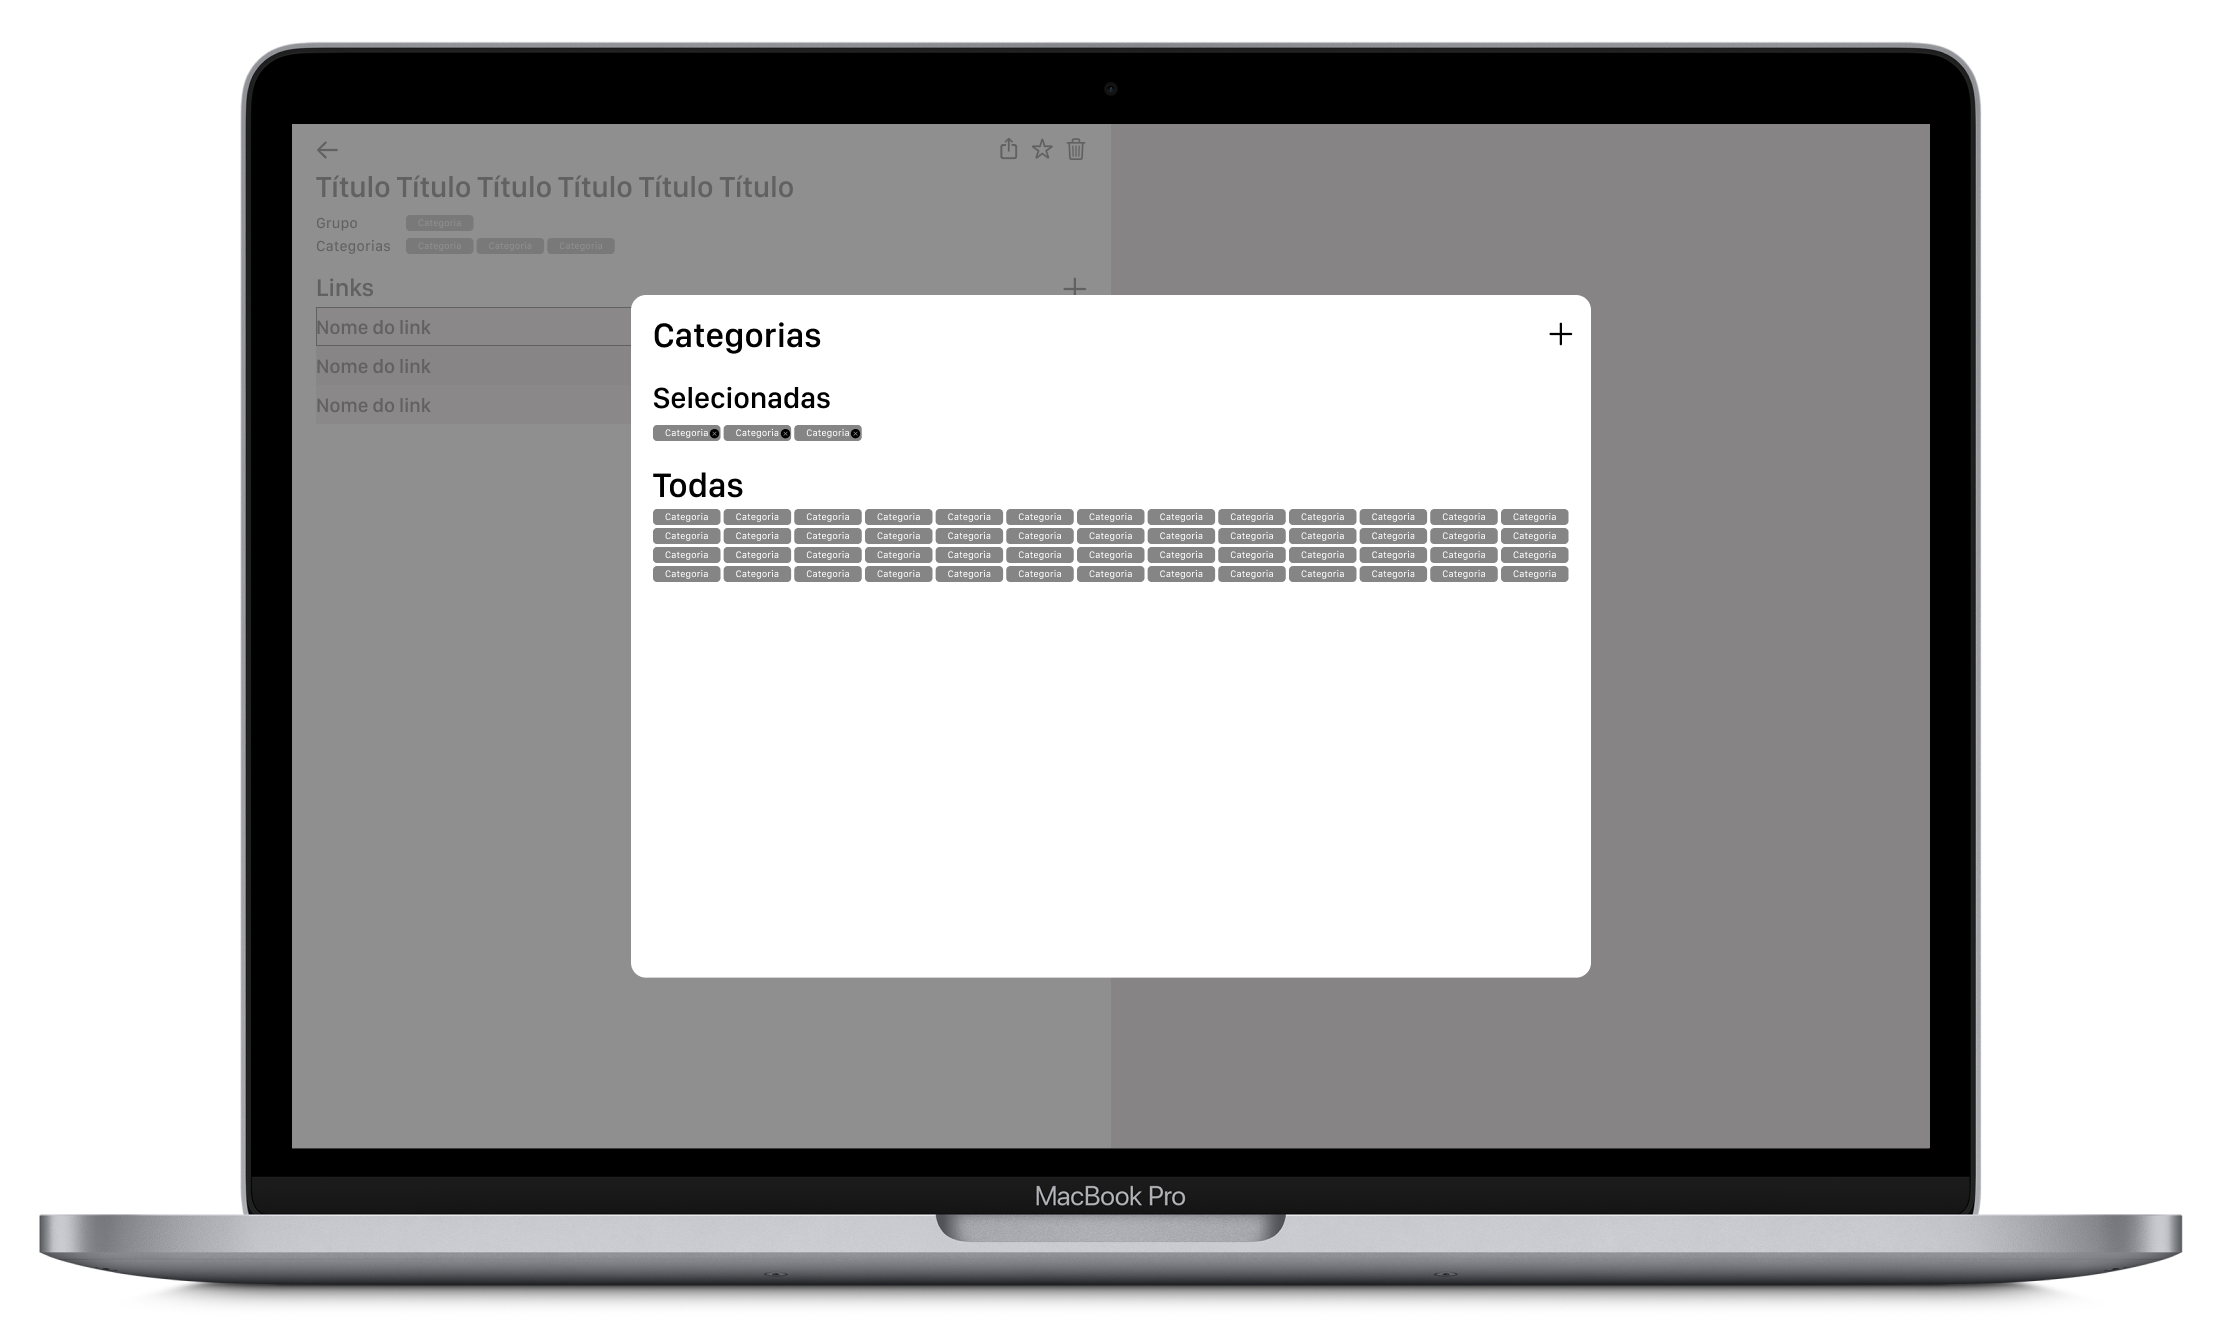 Título Título Título Título Título Título
Grupo Categoria
Categorias Categoria Categoria Categoria
Links
Nome do link
Nome do link
Nome do link
Categorias
Selecionadas
Categoria Categoria Categoria
Todas
Categoria Categoria Categoria Categoria Categoria Categoria Categoria Categoria Categoria Categoria Categoria Categoria Categoria
Categoria Categoria Categoria Categoria Categoria Categoria Categoria Categoria Categoria Categoria Categoria Categoria Categoria
Categoria Categoria Categoria Categoria Categoria Categoria Categoria Categoria Categoria Categoria Categoria Categoria Categoria
Categoria Categoria Categoria Categoria Categoria Categoria Categoria Categoria Categoria Categoria Categoria Categoria Categoria
MacBook Pro